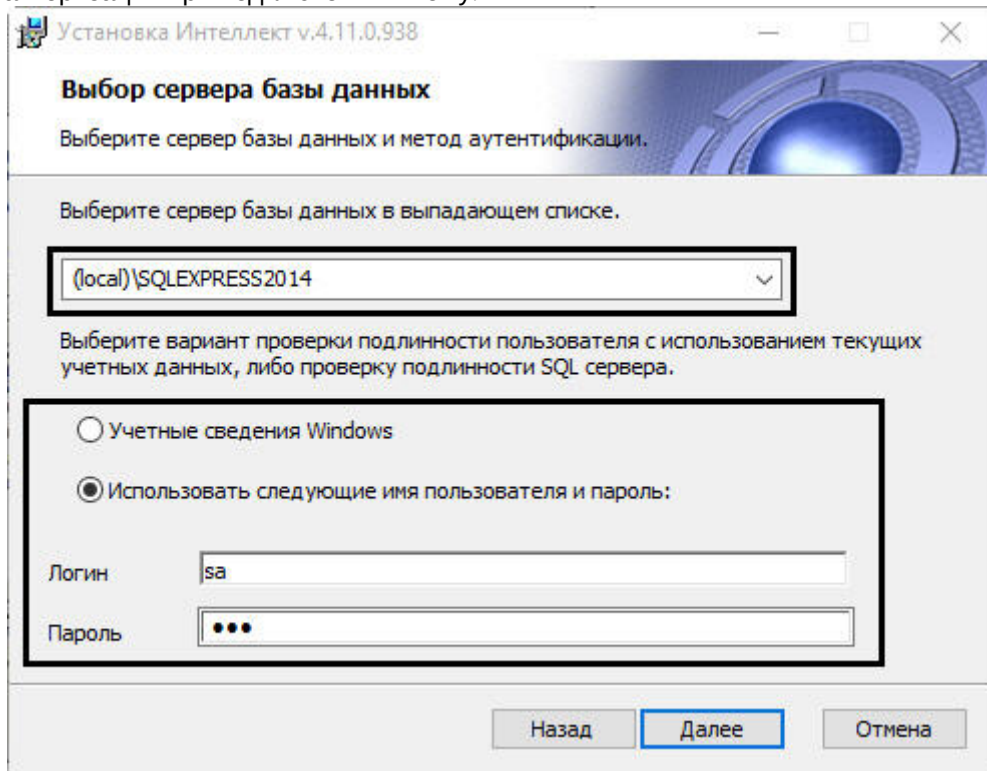 Установка Интеллект v.4.11.0.938
Выбор сервера базы данных
Выберите сервер базы данных и метод аутентификации.
Выберите сервер базы данных в выпадающем списке.
(local)\SQLEXPRESS2014
Выберите вариант проверки подлинности пользователя с использованием текущих
учетных данных, либо проверку подлинности SQL сервера.
Учетные сведения Windows
Использовать следующие имя пользователя и пароль:
Логин sa
Пароль ●●●
Назад Далее Отмена